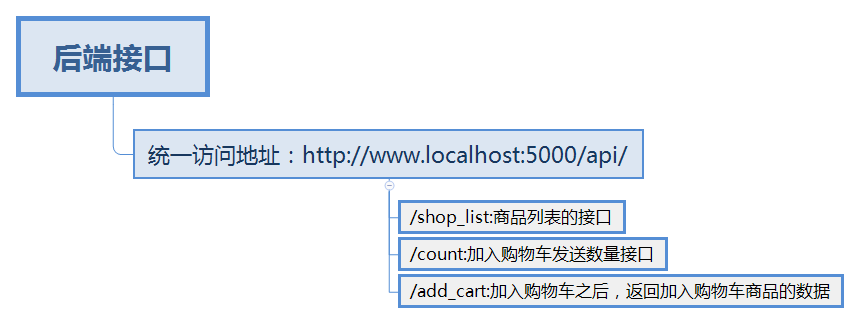 后端接口
统一访问地址：http://www.localhost:5000/api/
/shop_list:商品列表的接口
/count:加入购物车发送数量接口
/add_cart:加入购物车之后，返回加入购物车商品的数据